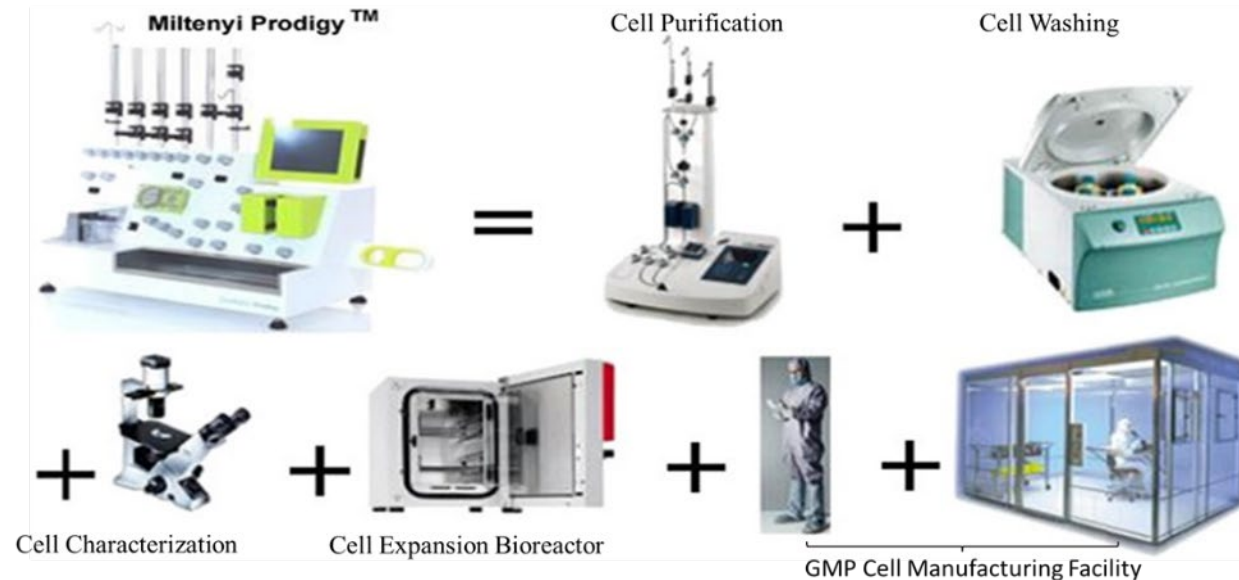 Miltenyi Prodigy TM
Cell Purification
Cell Washing
Cell Characterization
Cell Expansion Bioreactor
GMP Cell Manufacturing Facility